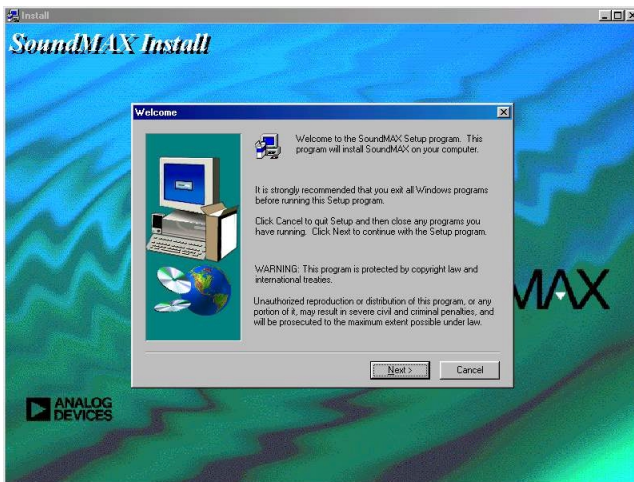 Install
SoundMAX Install
Welcome
Welcome to the SoundMAX Setup program. This
program will install SoundMAX on your computer.
It is strongly recommended that you exit all Windows programs
before running this Setup program.
Click Cancel to quit Setup and then close any programs you
have running. Click Next to continue with the Setup program.
WARNING: This program is protected by copyright law and
international treaties.
Unauthorized reproduction or distribution of this program, or any
portion of it, may result in severe civil and criminal penalties, and
will be prosecuted to the maximum extent possible under law.
MAX
Next >
Cancel
ANALOG
DEVICES